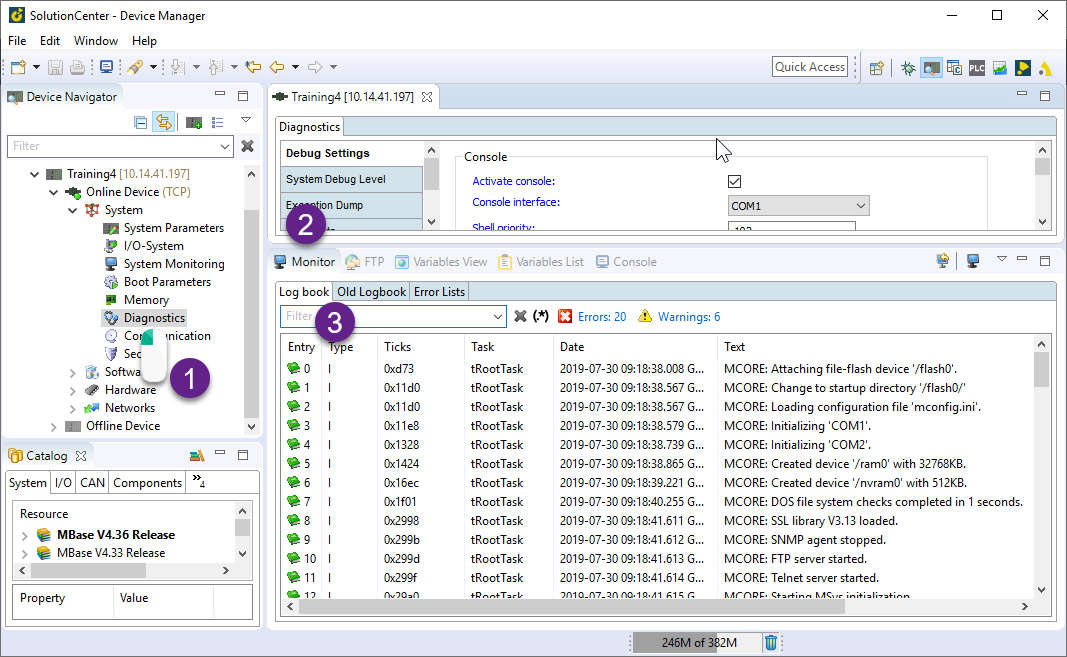 SolutionCenter - Device Manager
File Edit Window Help
Quick Access
PLC
Device Navigator
Filter
Training4 [10.14.41.197]
Online Device (TCP)
System
System Parameters
I/O-System
System Monitoring
Boot Parameters
Memory
Diagnostics
1
Hardware
Networks
Offline Device
Catalog
System I/O CAN Components »4
Resource
MBase V4.36 Release
MBase V4.33 Release
Property Value
Training4 [10.14.41.197]
Diagnostics
Debug Settings
System Debug Level
Exception Dump
2
Console
Activate console:
Console interface: COM1
Shell priority:
Monitor FTP Variables View Variables List Console
Log book Old Logbook Error Lists
Filter 3 (.*) Errors: 20 Warnings: 6
Entry Type Ticks Task Date Text
0 I 0xd73 tRootTask 2019-07-30 09:18:38.008 G... MCORE: Attaching file-flash device '/flash0'.
1 I 0x11d0 tRootTask 2019-07-30 09:18:38.567 G... MCORE: Change to startup directory '/flash0/'
2 I 0x11d0 tRootTask 2019-07-30 09:18:38.567 G... MCORE: Loading configuration file 'mconfig.ini'.
3 I 0x11e8 tRootTask 2019-07-30 09:18:38.579 G... MCORE: Initializing 'COM1'.
4 I 0x1328 tRootTask 2019-07-30 09:18:38.739 G... MCORE: Initializing 'COM2'.
5 I 0x1424 tRootTask 2019-07-30 09:18:38.865 G... MCORE: Created device '/ram0' with 32768KB.
6 I 0x16ec tRootTask 2019-07-30 09:18:39.221 G... MCORE: Created device '/nvram0' with 512KB.
7 I 0x1f01 tRootTask 2019-07-30 09:18:40.255 G... MCORE: DOS file system checks completed in 1 seconds.
8 I 0x2998 tRootTask 2019-07-30 09:18:41.611 G... MCORE: SSL library V3.13 loaded.
9 I 0x299b tRootTask 2019-07-30 09:18:41.612 G... MCORE: SNMP agent stopped.
10 I 0x299d tRootTask 2019-07-30 09:18:41.613 G... MCORE: FTP server started.
11 I 0x299f tRootTask 2019-07-30 09:18:41.614 G... MCORE: Telnet server started.
12 I 0x29a0 tRootTask 2019-07-30 09:18:41.615 G... MCORE: Starting MSys initialization
246M of 382M